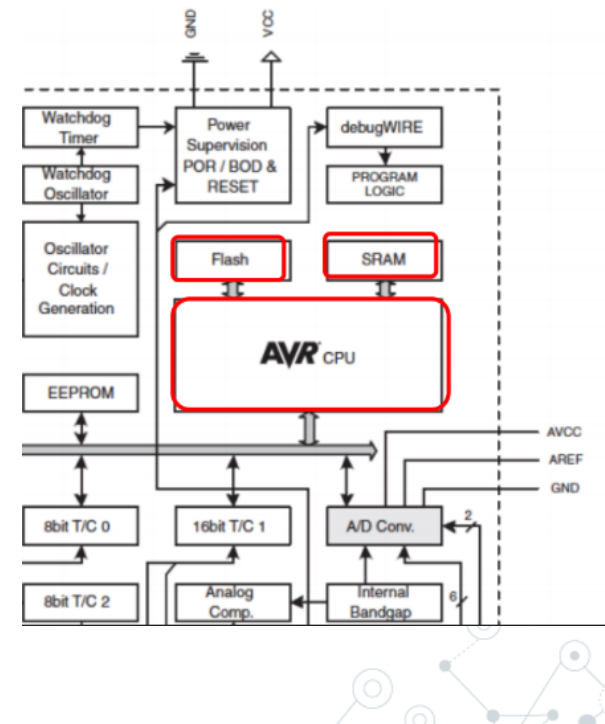 GND
VCC
Watchdog
Timer
Power
Supervision
POR / BOD &
RESET
debugWIRE
Watchdog
Oscillator
PROGRAM
LOGIC
Oscillator
Circuits /
Clock
Generation
Flash
SRAM
AVR CPU
EEPROM
AVCC
AREF
GND
8bit T/C 0
16bit T/C 1
A/D Conv.
2
8bit T/C 2
Analog
Comp.
Internal
Bandgap
6